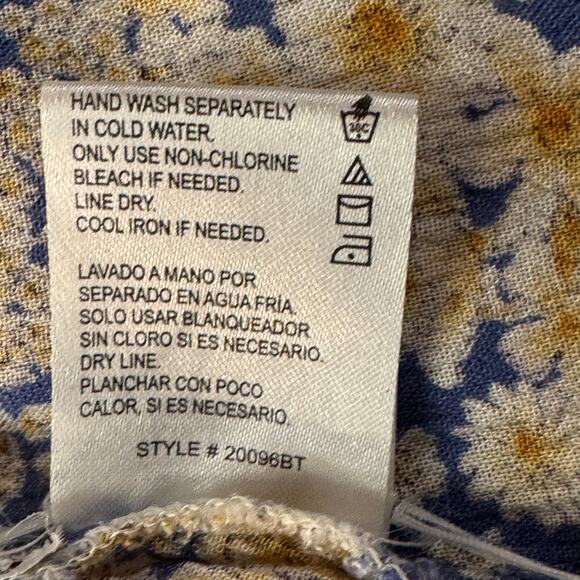 HAND WASH SEPARATELY
IN COLD WATER.
ONLY USE NON-CHLORINE
BLEACH IF NEEDED.
LINE DRY.
COOL IRON IF NEEDED.
30C
LAVADO A MANO POR
SEPARADO EN AGUA FRIA.
SOLO USAR BLANQUEADOR
SIN CLORO SI ES NECESARIO.
DRY LINE.
PLANCHAR CON POCO
CALOR, SI ES NECESARIO.
STYLE # 20096BT